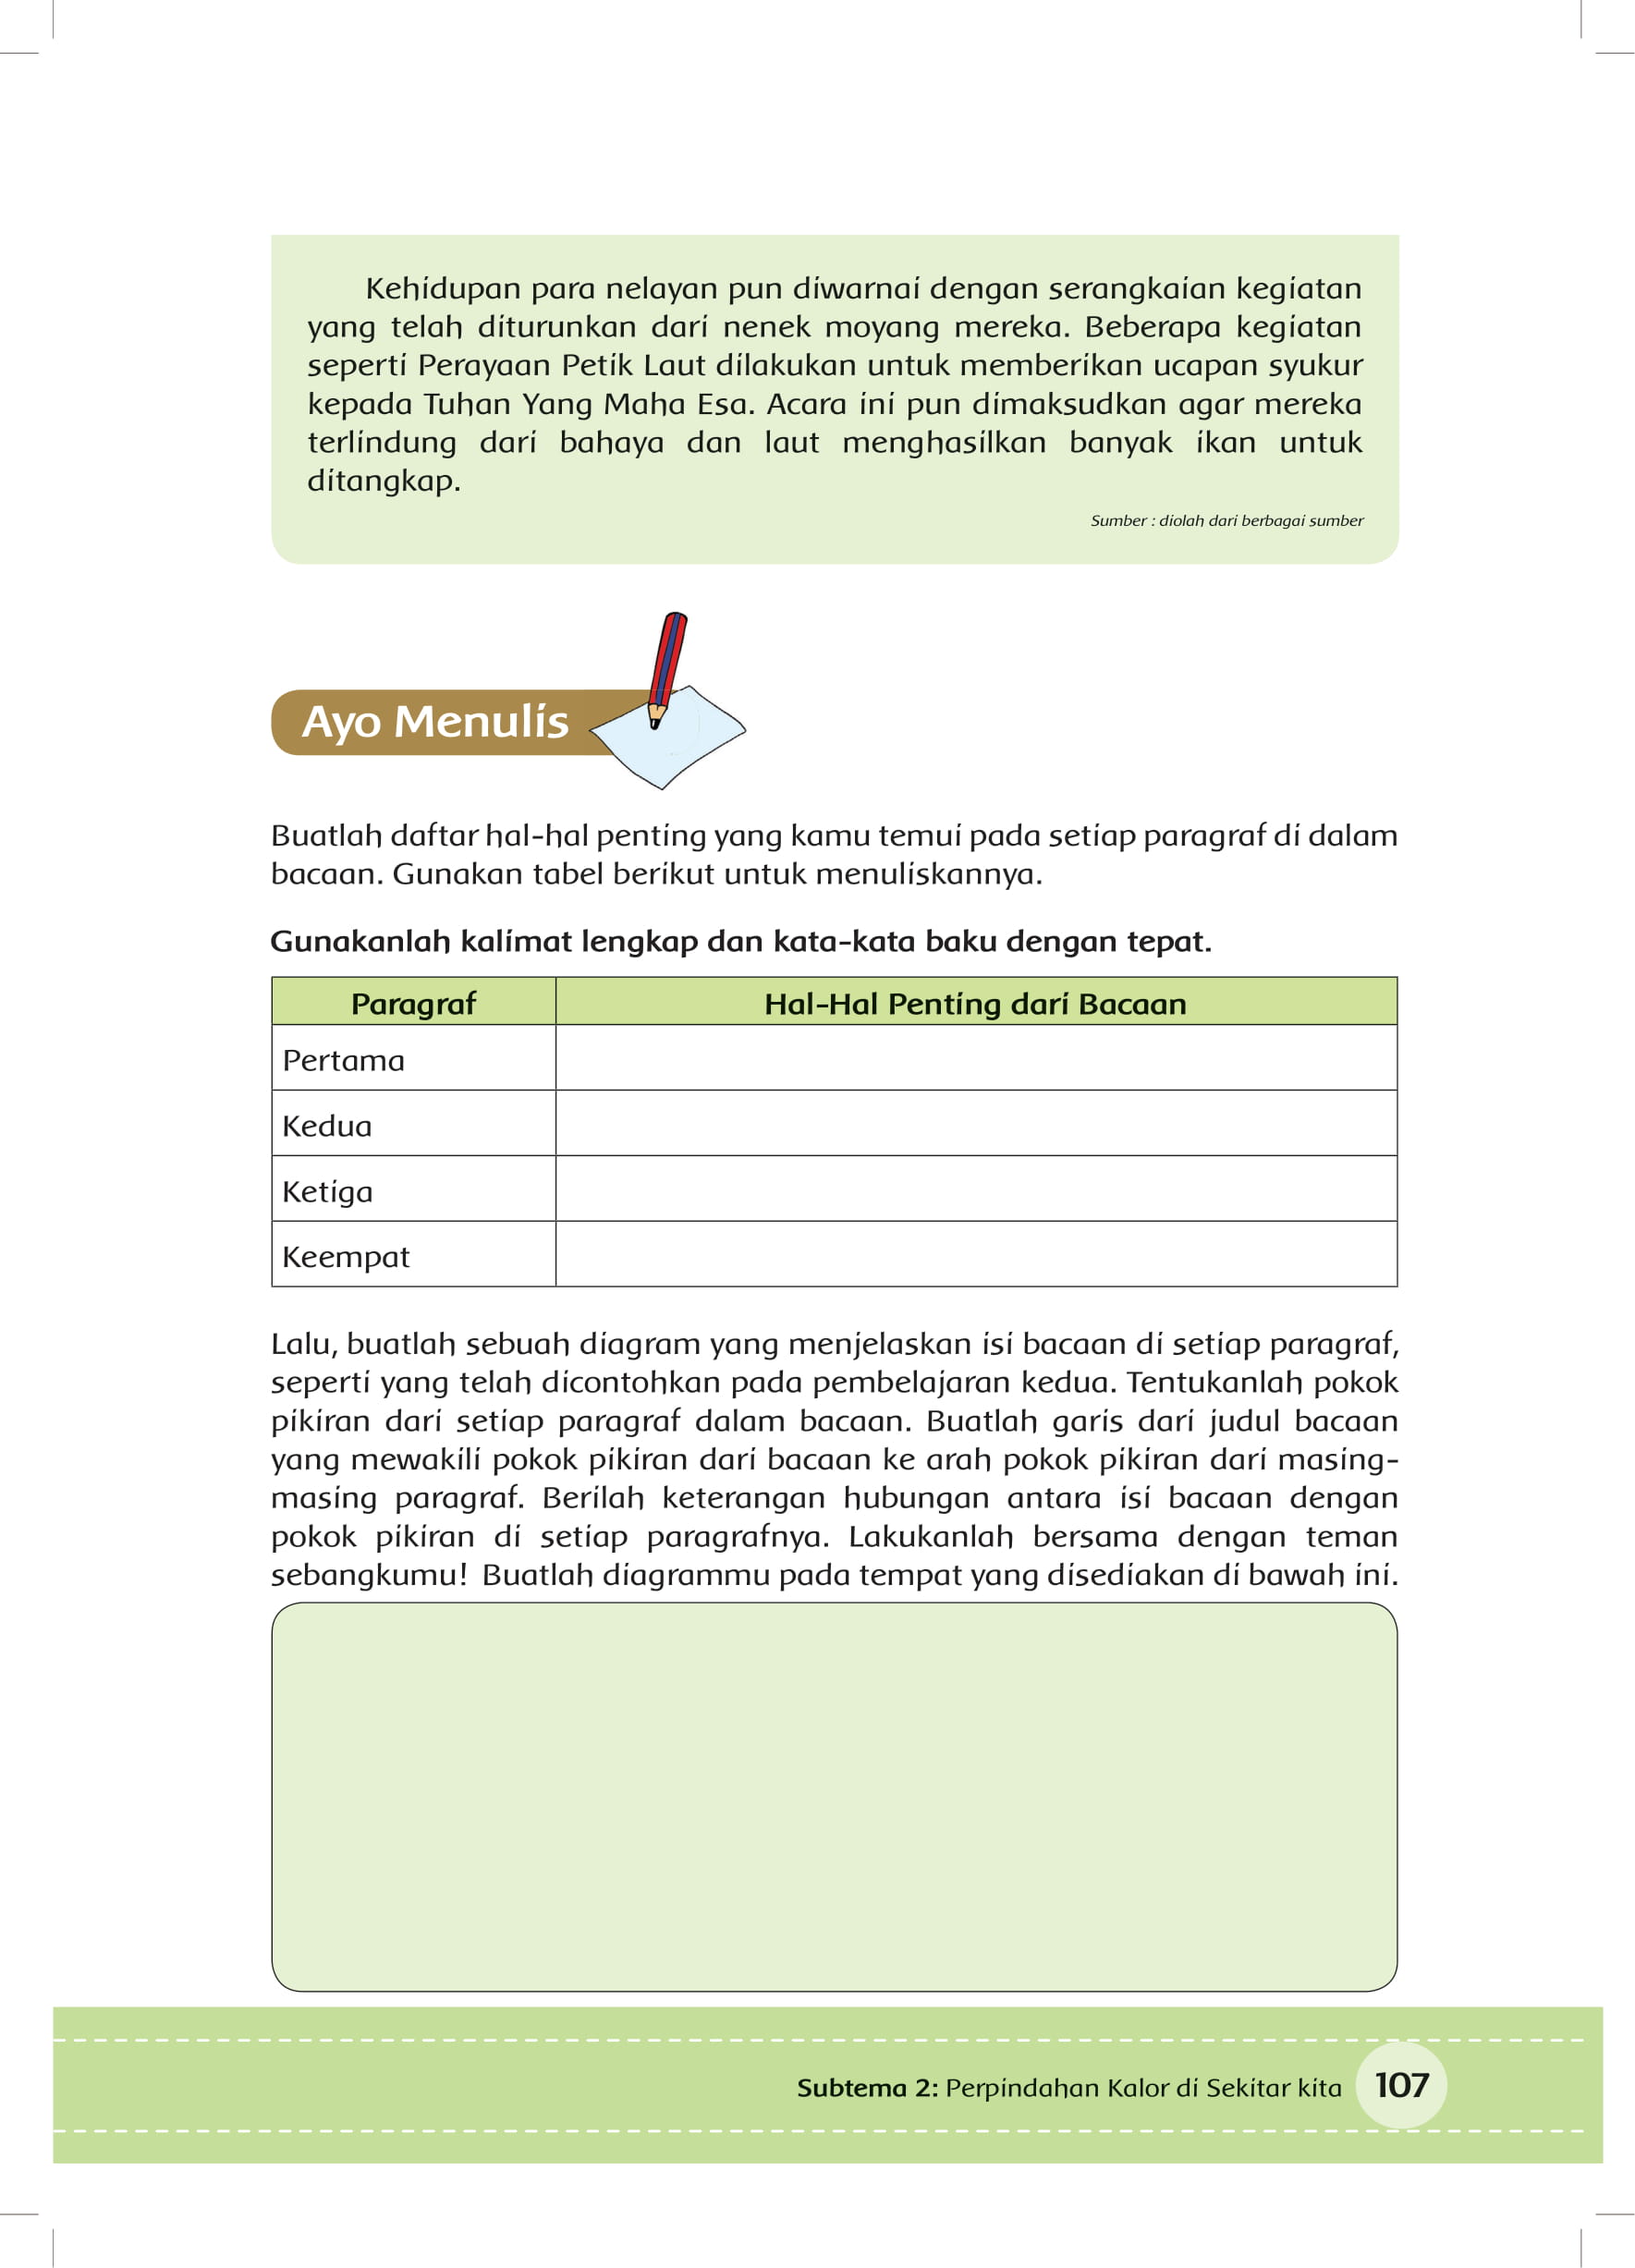 Kehidupan para nelayan pun diwarnai dengan serangkaian kegiatan
yang telah diturunkan dari nenek moyang mereka. Beberapa kegiatan
seperti Perayaan Petik Laut dilakukan untuk memberikan ucapan syukur
kepada Tuhan Yang Maha Esa. Acara ini pun dimaksudkan agar mereka
terlindung dari bahaya dan laut menghasilkan banyak ikan untuk
ditangkap.
Sumber : diolah dari berbagai sumber
Ayo Menulis
Buatlah daftar hal-hal penting yang kamu temui pada setiap paragraf di dalam
bacaan. Gunakan tabel berikut untuk menuliskannya.
Gunakanlah kalimat lengkap dan kata-kata baku dengan tepat.
Paragraf Hal-Hal Penting dari Bacaan
Pertama
Kedua
Ketiga
Keempat
Lalu, buatlah sebuah diagram yang menjelaskan isi bacaan di setiap paragraf,
seperti yang telah dicontohkan pada pembelajaran kedua. Tentukanlah pokok
pikiran dari setiap paragraf dalam bacaan. Buatlah garis dari judul bacaan
yang mewakili pokok pikiran dari bacaan ke arah pokok pikiran dari masing-
masing paragraf. Berilah keterangan hubungan antara isi bacaan dengan
pokok pikiran di setiap paragrafnya. Lakukanlah bersama dengan teman
sebangkumu! Buatlah diagrammu pada tempat yang disediakan di bawah ini.
Subtema 2: Perpindahan Kalor di Sekitar kita 107